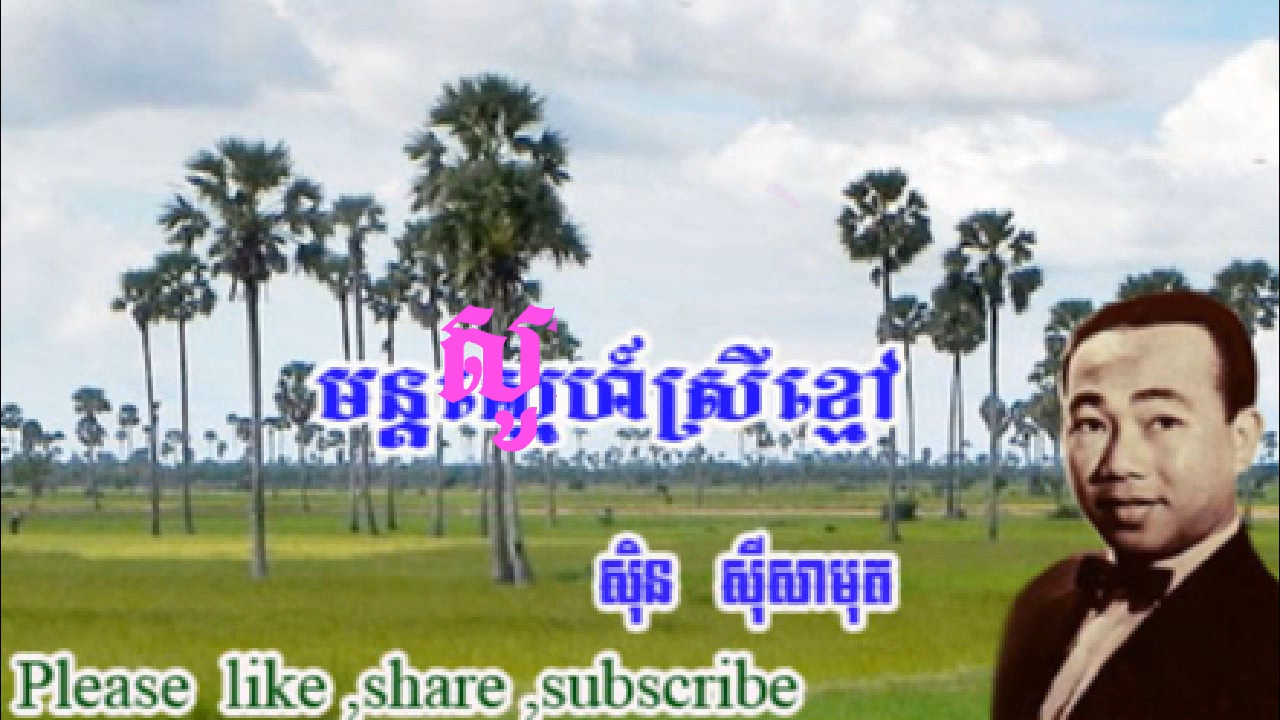 មន្តស្នេហ៍ស្រីខ្មៅ
ស៊ិន ស៊ីសាមុត
Please like ,share ,subscribe